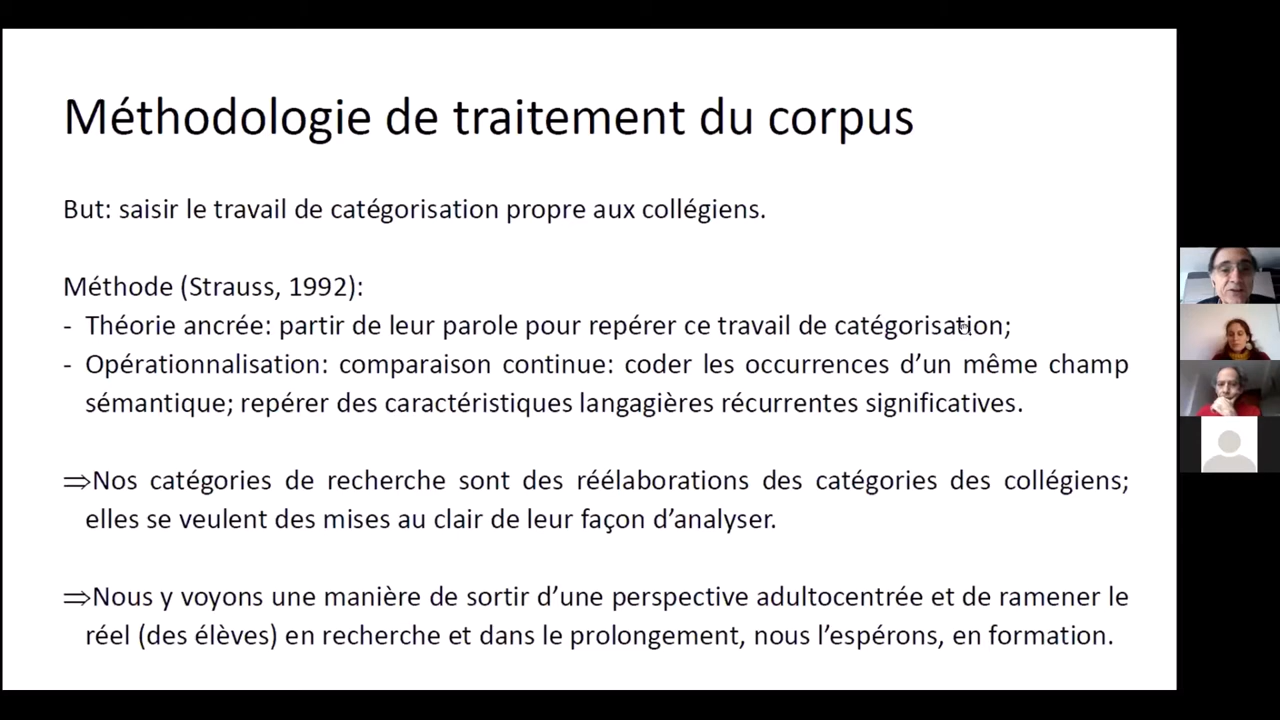 Méthodologie de traitement du corpus
But: saisir le travail de catégorisation propre aux collégiens.
Méthode (Strauss, 1992):
- Théorie ancrée: partir de leur parole pour repérer ce travail de catégorisation;
- Opérationnalisation: comparaison continue: coder les occurrences d’un même champ
sémantique; repérer des caractéristiques langagières récurrentes significatives.
⇒Nos catégories de recherche sont des réélaborations des catégories des collégiens;
elles se veulent des mises au clair de leur façon d’analyser.
⇒Nous y voyons une manière de sortir d’une perspective adultocentrée et de ramener le
réel (des élèves) en recherche et dans le prolongement, nous l’espérons, en formation.